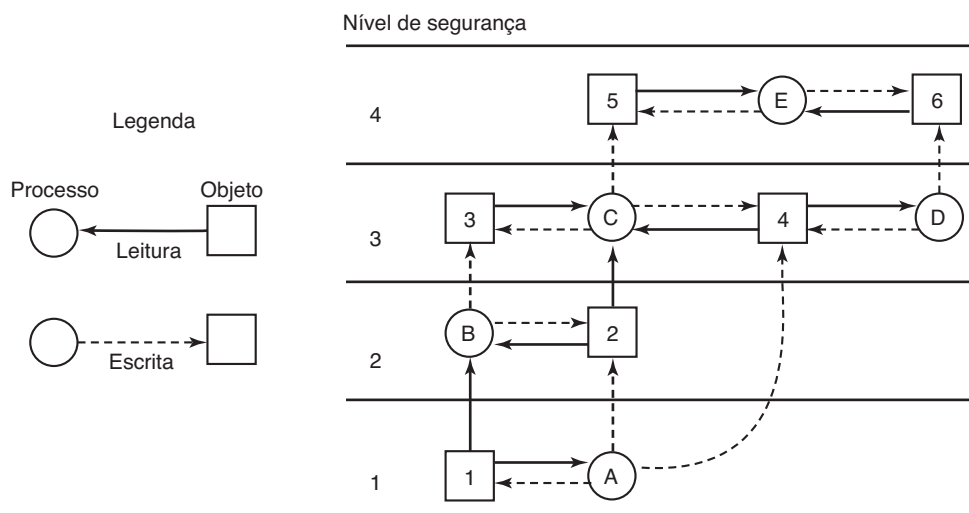 Nível de segurança
Legenda
Processo
Objeto
Leitura
Escrita
4
5
E
6
3
3
C
4
D
2
B
2
1
1
A